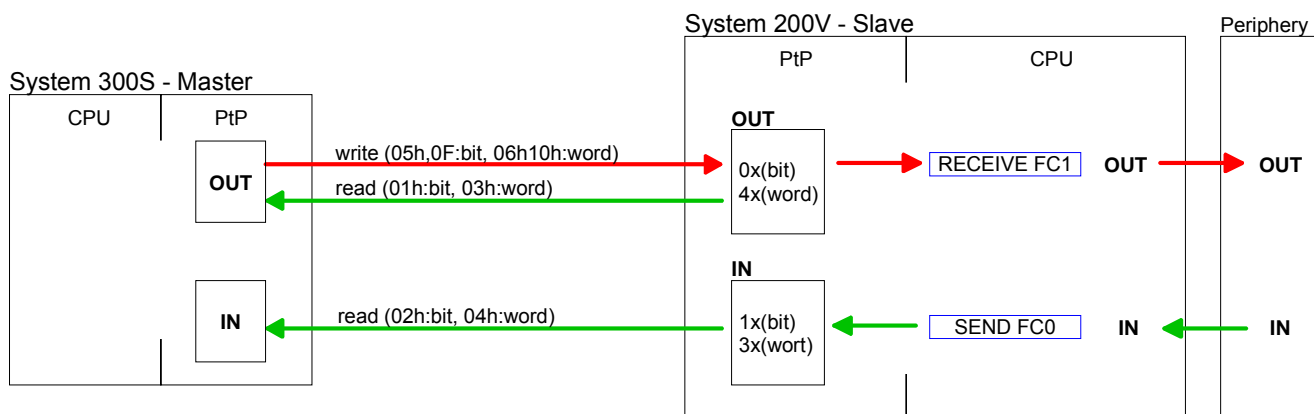 System 200V - Slave
Periphery
PtP
CPU
System 300S - Master
CPU
PtP
OUT
write (05h,0F:bit, 06h10h:word)
0x(bit)
4x(word)
RECEIVE FC1
OUT
OUT
OUT
read (01h:bit, 03h:word)
IN
IN
read (02h:bit, 04h:word)
1x(bit)
3x(wort)
SEND FC0
IN
IN